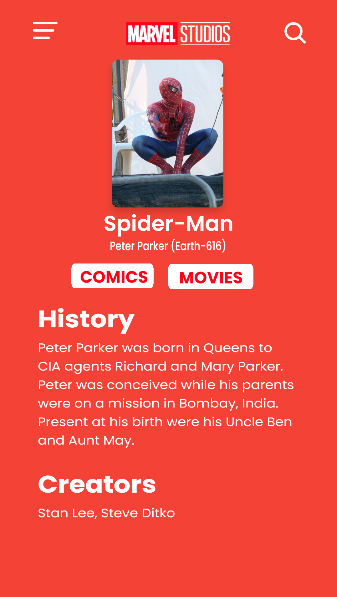 MARVEL STUDIOS
Spider-Man
Peter Parker (Earth-616)
COMICS MOVIES
History
Peter Parker was born in Queens to
CIA agents Richard and Mary Parker.
Peter was conceived while his parents
were on a mission in Bombay, India.
Present at his birth were his Uncle Ben
and Aunt May.
Creators
Stan Lee, Steve Ditko